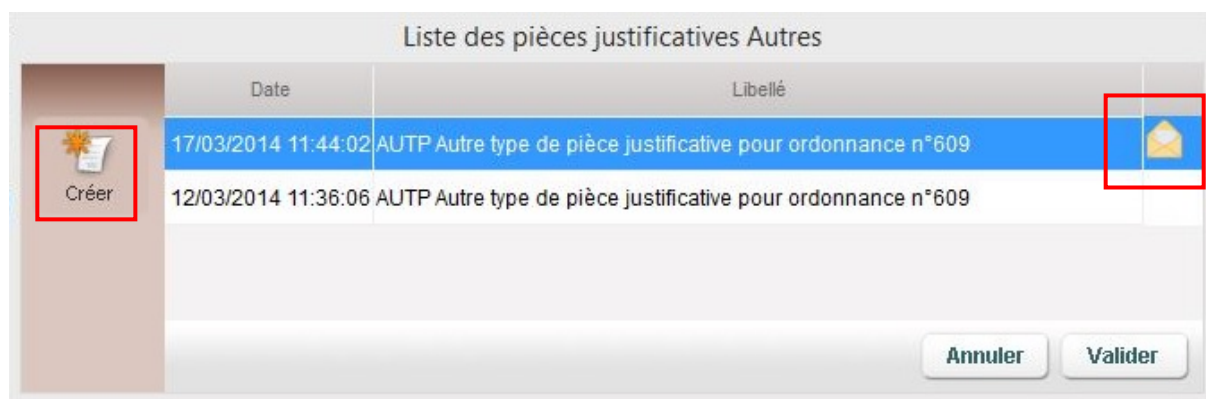 Liste des pièces justificatives Autres
Date Libellé
17/03/2014 11:44:02 AUTP Autre type de pièce justificative pour ordonnance n°609
Créer
12/03/2014 11:36:06 AUTP Autre type de pièce justificative pour ordonnance n°609
Annuler Valider